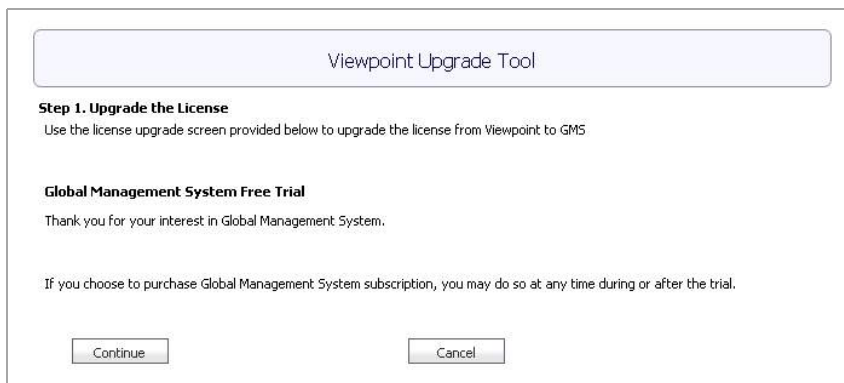 Viewpoint Upgrade Tool
Step 1. Upgrade the License
Use the license upgrade screen provided below to upgrade the license from Viewpoint to GMS
Global Management System Free Trial
Thank you for your interest in Global Management System.
If you choose to purchase Global Management System subscription, you may do so at any time during or after the trial.
Continue Cancel